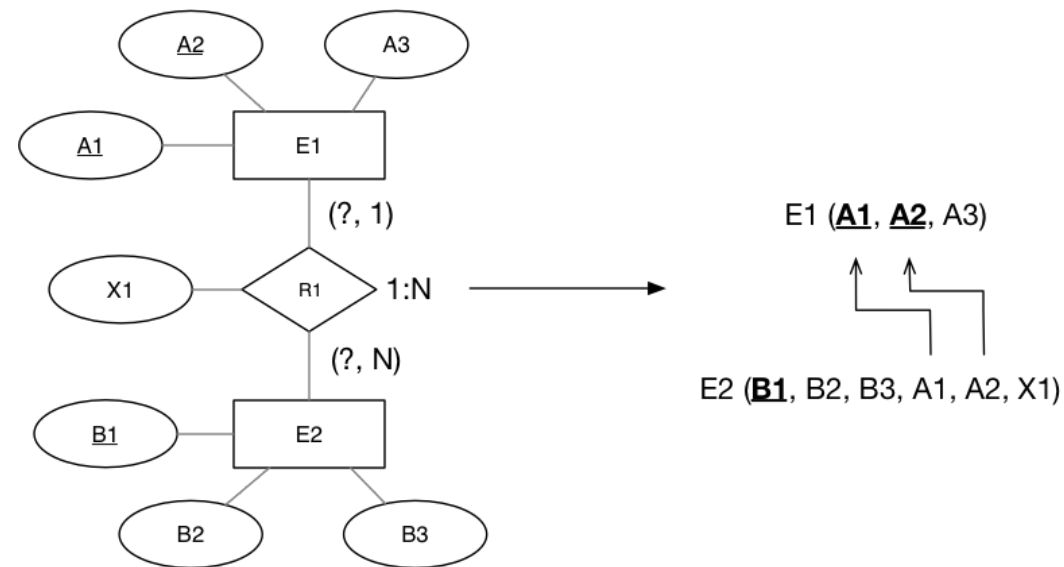 A2
A3
A1
E1
(?, 1)
E1 (A1, A2, A3)
X1
R1
1:N
(?, N)
E2 (B1, B2, B3, A1, A2, X1)
B1
E2
B2
B3